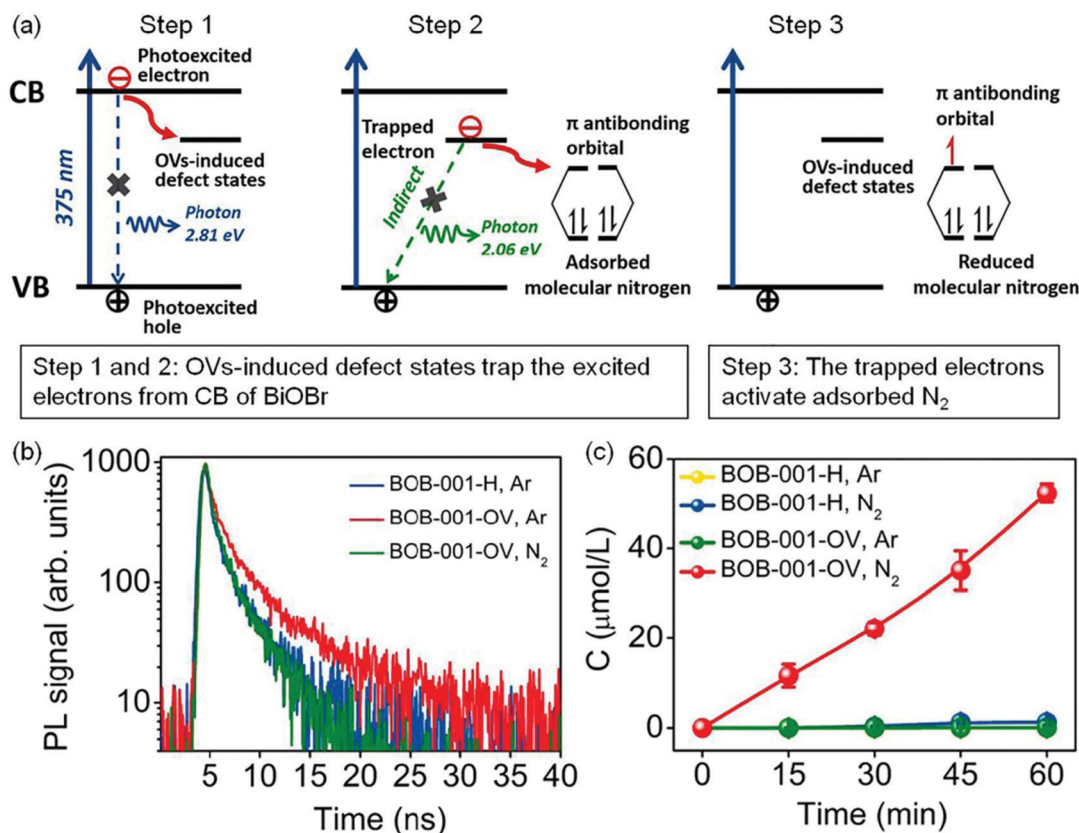 (a)
Step 1
Step 2
Step 3
Photoexcited
electron
CB
OVs-induced
defect states
375 nm
Photon
2.81 eV
VB
Photoexcited
hole
Trapped
electron
π antibonding
orbital
Indirect
Photon
2.06 eV
Adsorbed
molecular nitrogen
π antibonding
orbital
OVs-induced
defect states
Reduced
molecular nitrogen
Step 1 and 2: OVs-induced defect states trap the excited
electrons from CB of BiOBr
Step 3: The trapped electrons
activate adsorbed N₂
(b)
PL signal (arb. units)
1000
100
10
BOB-001-H, Ar
BOB-001-OV, Ar
BOB-001-OV, N₂
5 10 15 20 25 30 35 40
Time (ns)
(c)
C (μmol/L)
60
40
20
0
BOB-001-H, Ar
BOB-001-H, N₂
BOB-001-OV, Ar
BOB-001-OV, N₂
0 15 30 45 60
Time (min)